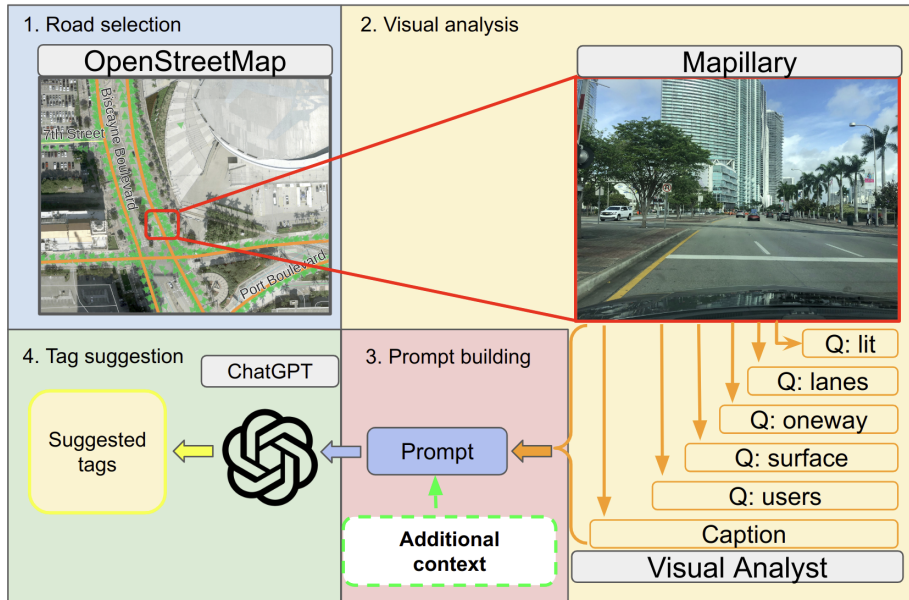 1. Road selection
OpenStreetMap
Biscayne Boulevard
7th Street
Port Boulevard
2. Visual analysis
Mapillary
Q: lit
Q: lanes
Q: oneway
Q: surface
Q: users
Caption
Visual Analyst
3. Prompt building
Prompt
Additional
context
4. Tag suggestion
ChatGPT
Suggested
tags